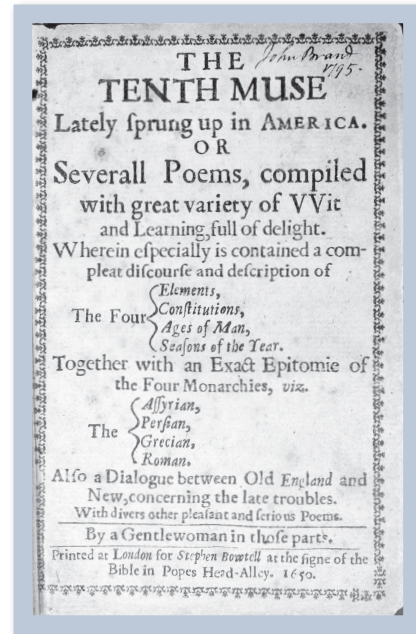 John Brand
1795.
THE
TENTH MUSE
Lately ſprung up in AMERICA.
OR
Severall Poems, compiled
with great variety of VVit
and Learning, full of delight.
Wherein eſpecially is contained a com-
pleat diſcourſe and deſcription of
The Four
Elements,
Conſtitutions,
Ages of Man,
Seaſons of the Year.
Together with an Exact Epitomie of
the Four Monarchies, viz.
The
Aſſyrian,
Perſian,
Grecian,
Roman.
Alſo a Dialogue between Old England and
New, concerning the late troubles.
With divers other pleaſant and ſerious Poems.
By a Gentlewoman in thoſe parts.
Printed at London for Stephen Bowtell at the ſigne of the
Bible in Popes Head-Alley. 1650.